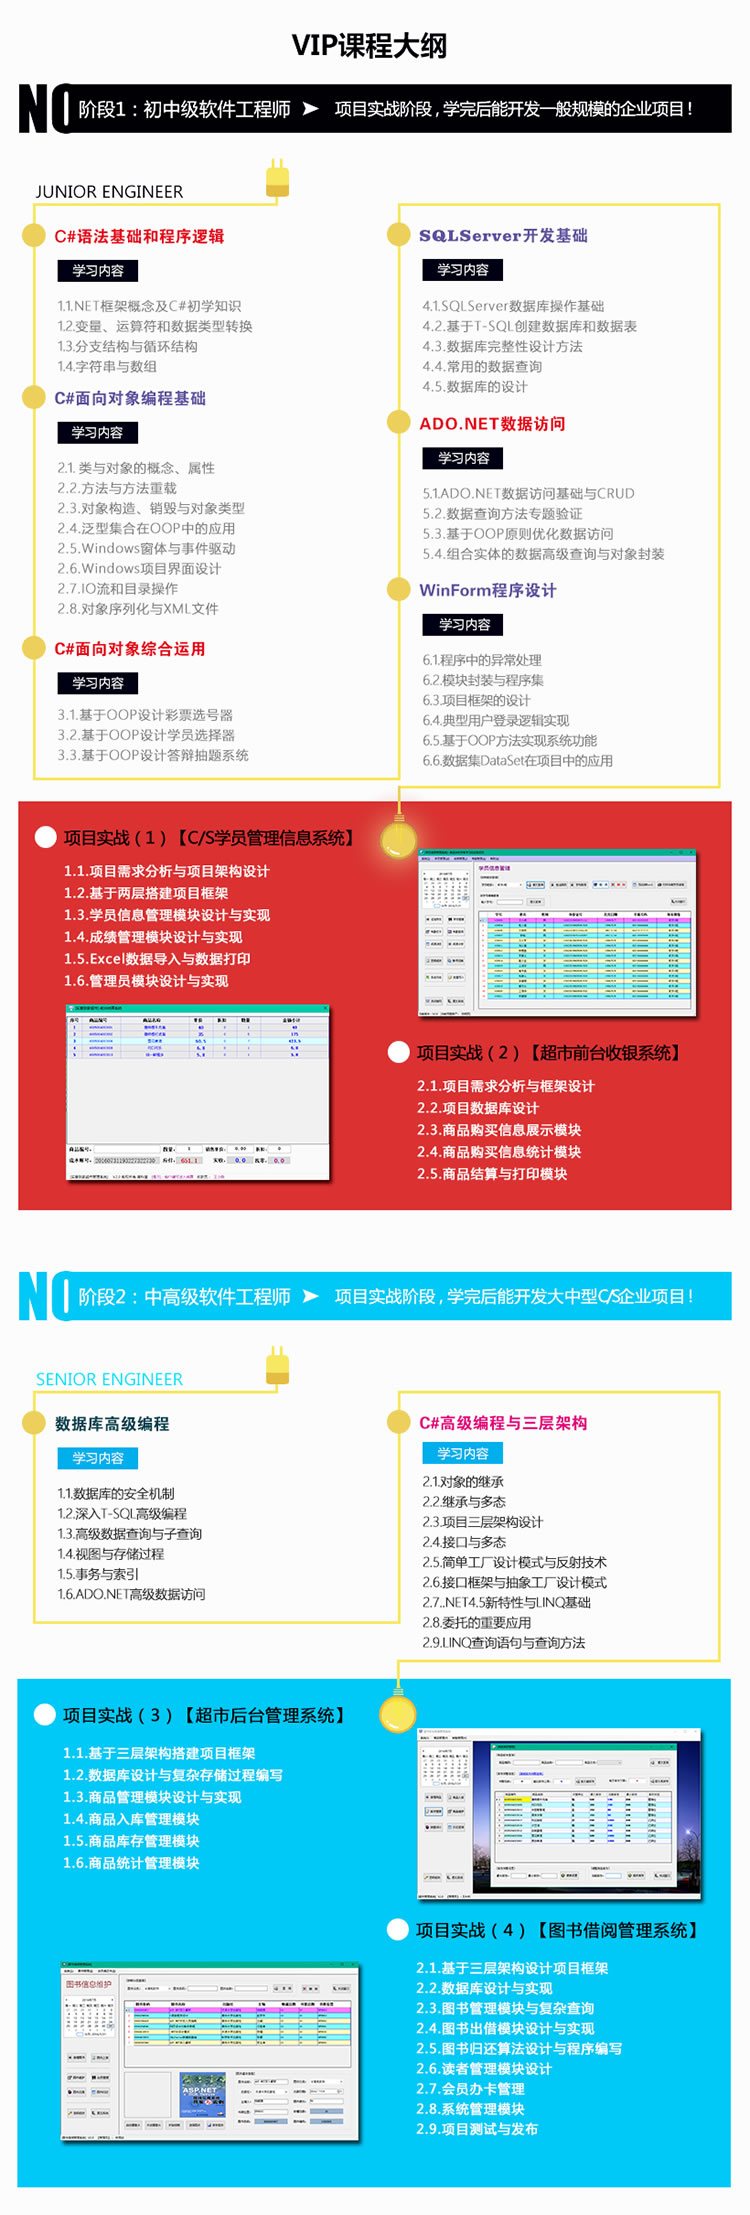 VIP课程大纲
NO 阶段1：初中级软件工程师 ➤ 项目实战阶段，学完后能开发一般规模的企业项目！
JUNIOR ENGINEER
C#语法基础和程序逻辑
学习内容
1.1.NET框架概念及C#初学知识
1.2.变量、运算符和数据类型转换
1.3.分支结构与循环结构
1.4.字符串与数组
C#面向对象编程基础
学习内容
2.1. 类与对象的概念、属性
2.2.方法与方法重载
2.3.对象构造、销毁与对象类型
2.4.泛型集合在OOP中的应用
2.5.Windows窗体与事件驱动
2.6.Windows项目界面设计
2.7.IO流和目录操作
2.8.对象序列化与XML文件
C#面向对象综合运用
学习内容
3.1.基于OOP设计彩票选号器
3.2.基于OOP设计学员选择器
3.3.基于OOP设计答辩抽题系统
SQLServer开发基础
学习内容
4.1.SQLServer数据库操作基础
4.2.基于T-SQL创建数据库和数据表
4.3.数据库完整性设计方法
4.4.常用的数据查询
4.5.数据库的设计
ADO.NET数据访问
学习内容
5.1.ADO.NET数据访问基础与CRUD
5.2.数据查询方法专题验证
5.3.基于OOP原则优化数据访问
5.4.组合实体的数据高级查询与对象封装
WinForm程序设计
学习内容
6.1.程序中的异常处理
6.2.模块封装与程序集
6.3.项目框架的设计
6.4.典型用户登录逻辑实现
6.5.基于OOP方法实现系统功能
6.6.数据集DataSet在项目中的应用
项目实战（1）【C/S学员管理信息系统】
1.1.项目需求分析与项目架构设计
1.2.基于两层搭建项目框架
1.3.学员信息管理模块设计与实现
1.4.成绩管理模块设计与实现
1.5.Excel数据导入与数据打印
1.6.管理员模块设计与实现
学员信息管理
项目实战（2）【超市前台收银系统】
2.1.项目需求分析与框架设计
2.2.项目数据库设计
2.3.商品购买信息展示模块
2.4.商品购买信息统计模块
2.5.商品结算与打印模块
NO 阶段2：中高级软件工程师 ➤ 项目实战阶段，学完后能开发大中型C/S企业项目！
SENIOR ENGINEER
数据库高级编程
学习内容
1.1.数据库的安全机制
1.2.深入T-SQL高级编程
1.3.高级数据查询与子查询
1.4.视图与存储过程
1.5.事务与索引
1.6.ADO.NET高级数据访问
C#高级编程与三层架构
学习内容
2.1.对象的继承
2.2.继承与多态
2.3.项目三层架构设计
2.4.接口与多态
2.5.简单工厂设计模式与反射技术
2.6.接口框架与抽象工厂设计模式
2.7..NET4.5新特性与LINQ基础
2.8.委托的重要应用
2.9.LINQ查询语句与查询方法
项目实战（3）【超市后台管理系统】
1.1.基于三层架构搭建项目框架
1.2.数据库设计与复杂存储过程编写
1.3.商品管理模块设计与实现
1.4.商品入库管理模块
1.5.商品库存管理模块
1.6.商品统计管理模块
项目实战（4）【图书借阅管理系统】
2.1.基于三层架构设计项目框架
2.2.数据库设计与实现
2.3.图书管理模块与复杂查询
2.4.图书出借模块设计与实现
2.5.图书归还算法设计与程序编写
2.6.读者管理模块设计
2.7.会员办卡管理
2.8.系统管理模块
2.9.项目测试与发布
图书信息维护
ASP.NET